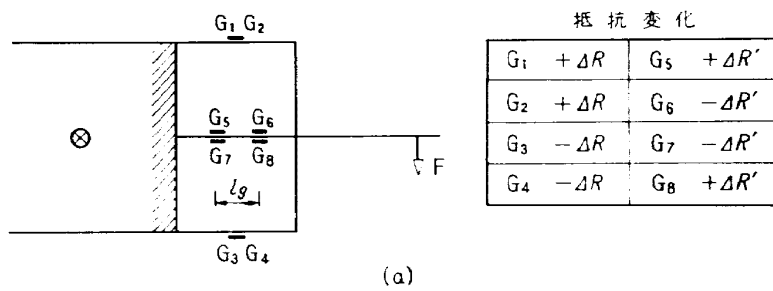 G₁ G₂
G₅ G₆
G₇ G₈
l_g
G₃ G₄
F
(a)
抵抗変化
G₁ +ΔR G₅ +ΔR′
G₂ +ΔR G₆ −ΔR′
G₃ −ΔR G₇ −ΔR′
G₄ −ΔR G₈ +ΔR′